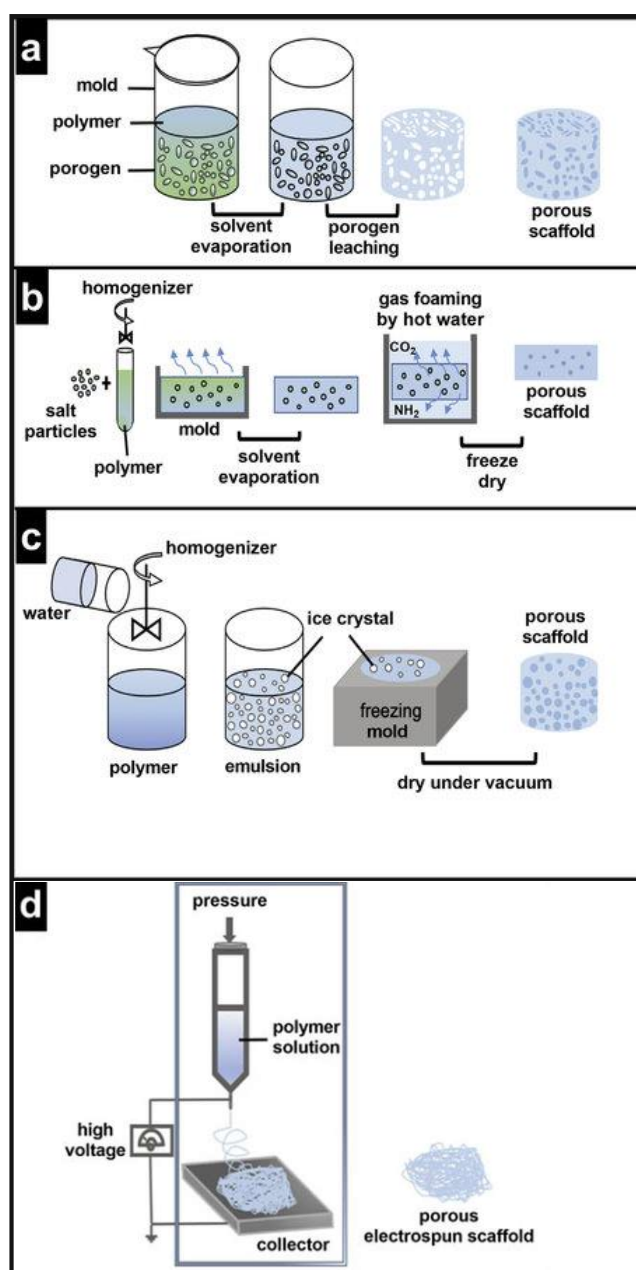 a
mold
polymer
porogen
solvent
evaporation
porogen
leaching
porous
scaffold
b
homogenizer
salt
particles
+
polymer
mold
solvent
evaporation
gas foaming
by hot water
CO₂
NH₂
freeze
dry
porous
scaffold
c
homogenizer
water
polymer
ice crystal
emulsion
freezing
mold
dry under vacuum
porous
scaffold
d
pressure
polymer
solution
high
voltage
collector
porous
electrospun scaffold